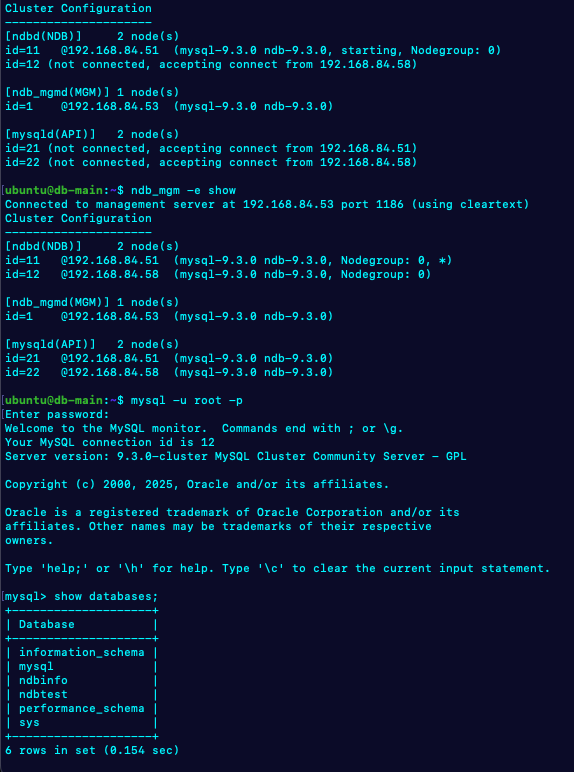 Cluster Configuration
---------------------
[ndbd(NDB)]     2 node(s)
id=11   @192.168.84.51  (mysql-9.3.0 ndb-9.3.0, starting, Nodegroup: 0)
id=12 (not connected, accepting connect from 192.168.84.58)

[ndb_mgmd(MGM)] 1 node(s)
id=1    @192.168.84.53  (mysql-9.3.0 ndb-9.3.0)

[mysqld(API)]   2 node(s)
id=21 (not connected, accepting connect from 192.168.84.51)
id=22 (not connected, accepting connect from 192.168.84.58)

[ubuntu@db-main:~$ ndb_mgm -e show
Connected to management server at 192.168.84.53 port 1186 (using cleartext)
Cluster Configuration
---------------------
[ndbd(NDB)]     2 node(s)
id=11   @192.168.84.51  (mysql-9.3.0 ndb-9.3.0, Nodegroup: 0, *)
id=12   @192.168.84.58  (mysql-9.3.0 ndb-9.3.0, Nodegroup: 0)

[ndb_mgmd(MGM)] 1 node(s)
id=1    @192.168.84.53  (mysql-9.3.0 ndb-9.3.0)

[mysqld(API)]   2 node(s)
id=21   @192.168.84.51  (mysql-9.3.0 ndb-9.3.0)
id=22   @192.168.84.58  (mysql-9.3.0 ndb-9.3.0)

[ubuntu@db-main:~$ mysql -u root -p
[Enter password:
Welcome to the MySQL monitor.  Commands end with ; or \g.
Your MySQL connection id is 12
Server version: 9.3.0-cluster MySQL Cluster Community Server - GPL

Copyright (c) 2000, 2025, Oracle and/or its affiliates.

Oracle is a registered trademark of Oracle Corporation and/or its
affiliates. Other names may be trademarks of their respective
owners.

Type 'help;' or '\h' for help. Type '\c' to clear the current input statement.

[mysql> show databases;
+--------------------+
| Database           |
+--------------------+
| information_schema |
| mysql              |
| ndbinfo            |
| ndbtest            |
| performance_schema |
| sys                |
+--------------------+
6 rows in set (0.154 sec)